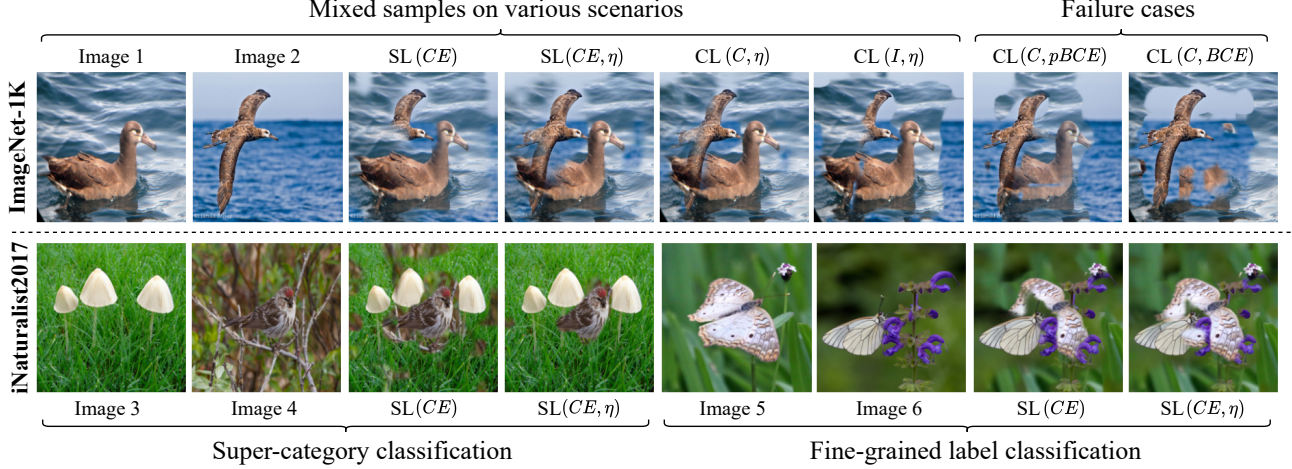 Mixed samples on various scenarios
Failure cases
Image 1
Image 2
SL (CE)
SL(CE, η)
CL (C, η)
CL (I, η)
CL(C, pBCE)
CL (C, BCE)
ImageNet-1K
iNaturalist2017
Image 3
Image 4
SL(CE)
SL(CE, η)
Image 5
Image 6
SL(CE)
SL(CE, η)
Super-category classification
Fine-grained label classification